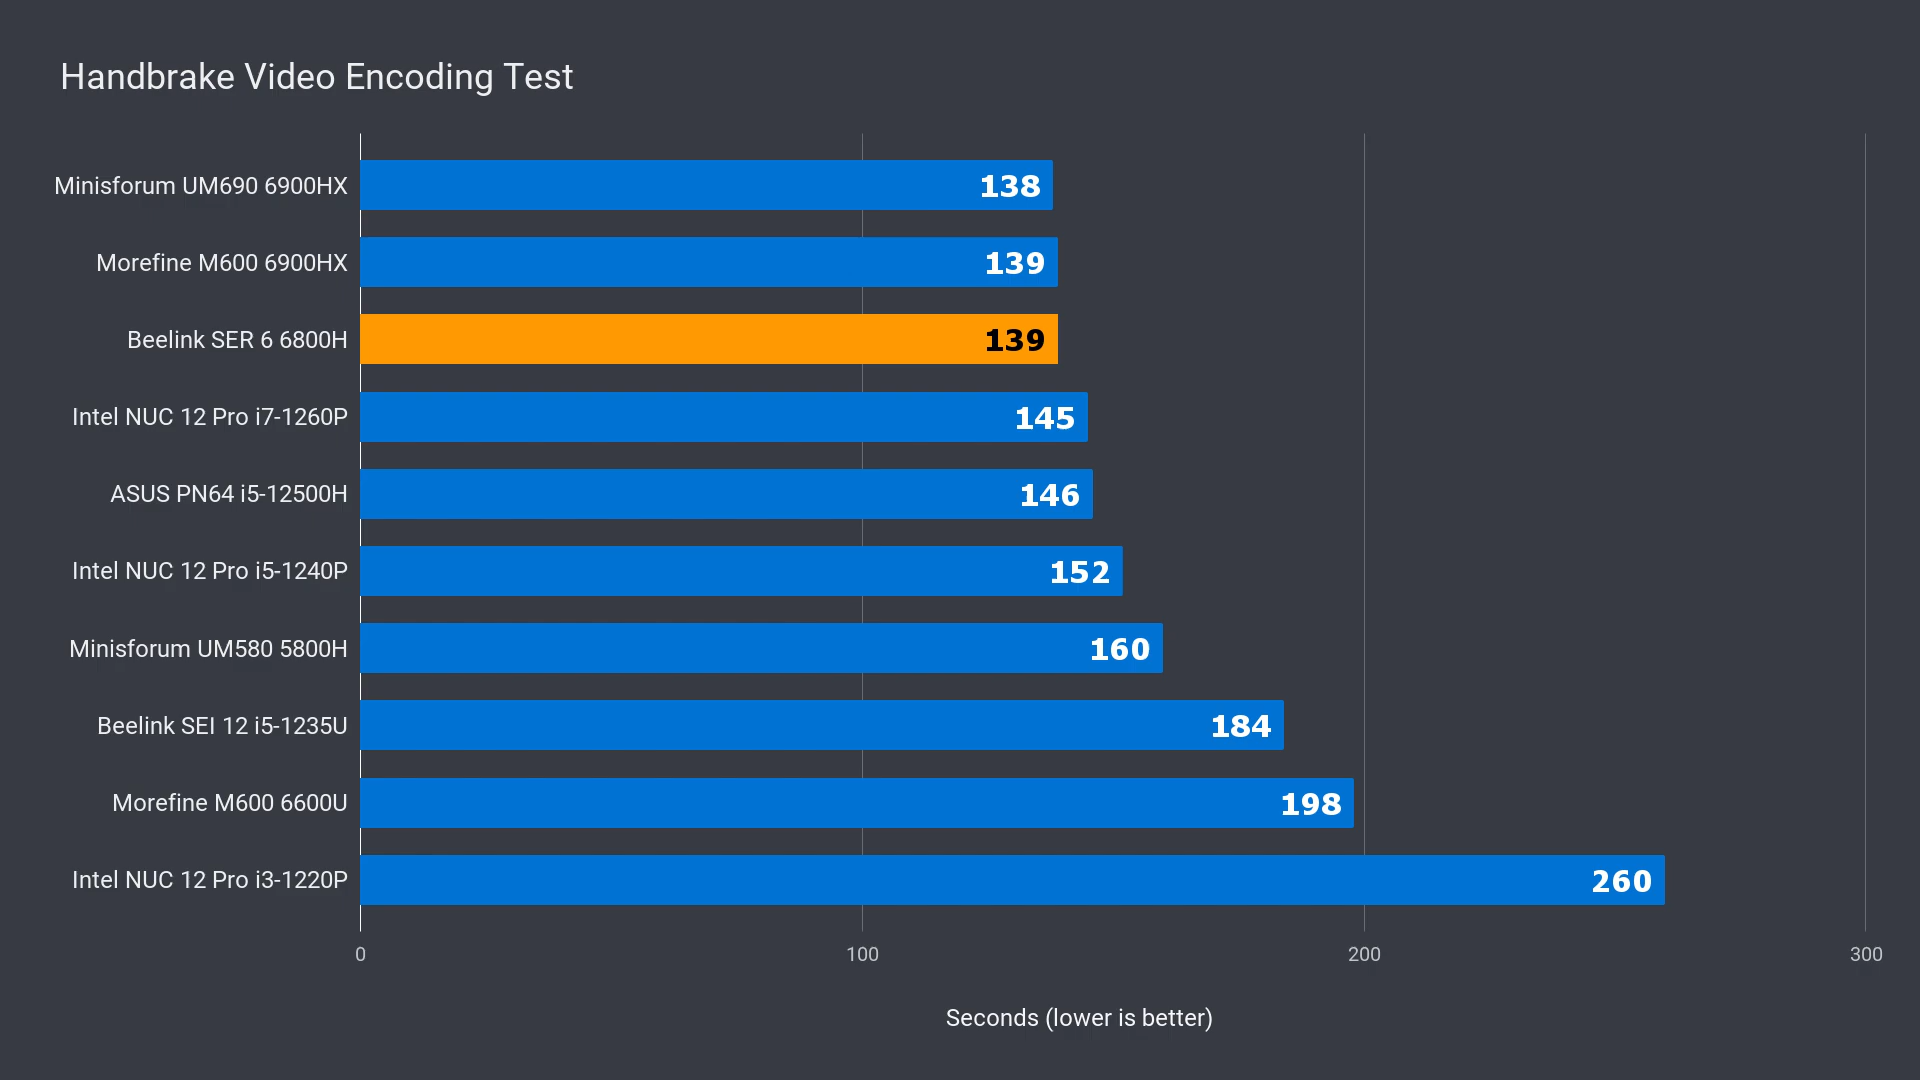 Handbrake Video Encoding Test
Minisforum UM690 6900HX 138
Morefine M600 6900HX 139
Beelink SER 6 6800H 139
Intel NUC 12 Pro i7-1260P 145
ASUS PN64 i5-12500H 146
Intel NUC 12 Pro i5-1240P 152
Minisforum UM580 5800H 160
Beelink SEI 12 i5-1235U 184
Morefine M600 6600U 198
Intel NUC 12 Pro i3-1220P 260
0 100 200 300
Seconds (lower is better)